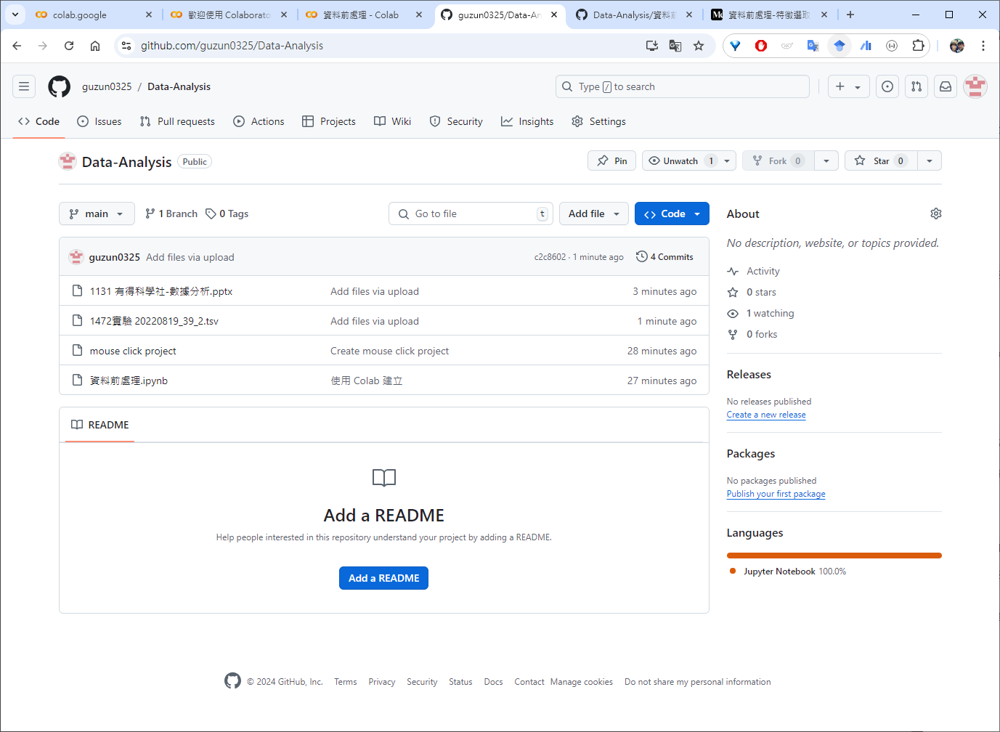 colab.google
歡迎使用 Colaborato
資料前處理 - Colab
guzun0325/Data-An
Data-Analysis/資料前
資料前處理-特徵選取
github.com/guzun0325/Data-Analysis
guzun0325 / Data-Analysis
Type / to search
Code Issues Pull requests Actions Projects Wiki Security Insights Settings
Data-Analysis Public
Pin Unwatch 1 Fork 0 Star 0
main 1 Branch 0 Tags
Go to file t Add file Code
guzun0325 Add files via upload c2c8602 · 1 minute ago 4 Commits
1131 有得科學社-數據分析.pptx Add files via upload 3 minutes ago
1472實驗 20220819_39_2.tsv Add files via upload 1 minute ago
mouse click project Create mouse click project 28 minutes ago
資料前處理.ipynb 使用 Colab 建立 27 minutes ago
README
Add a README
Help people interested in this repository understand your project by adding a README.
Add a README
About
No description, website, or topics provided.
Activity
0 stars
1 watching
0 forks
Releases
No releases published
Create a new release
Packages
No packages published
Publish your first package
Languages
Jupyter Notebook 100.0%
© 2024 GitHub, Inc. Terms Privacy Security Status Docs Contact Manage cookies Do not share my personal information